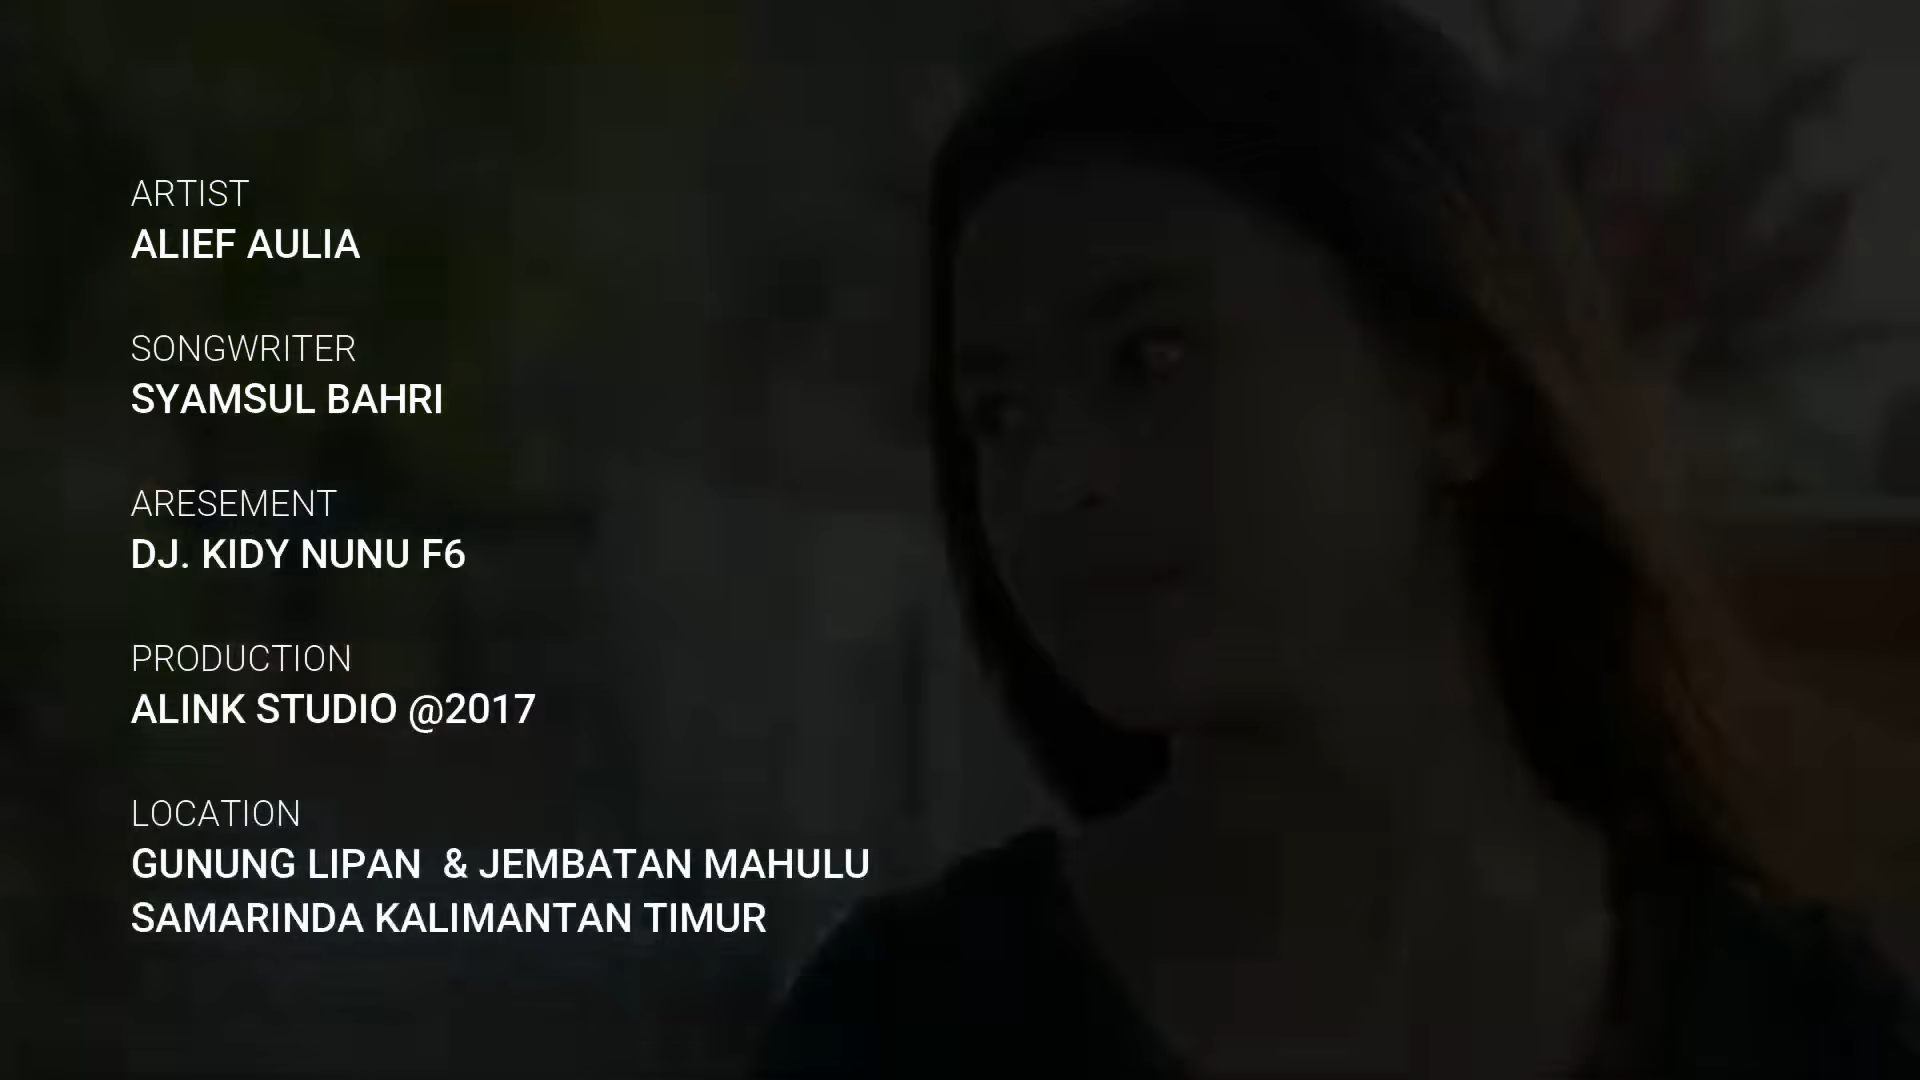 ARTIST
ALIEF AULIA
SONGWRITER
SYAMSUL BAHRI
ARESEMENT
DJ. KIDY NUNU F6
PRODUCTION
ALINK STUDIO @2017
LOCATION
GUNUNG LIPAN  & JEMBATAN MAHULU
SAMARINDA KALIMANTAN TIMUR